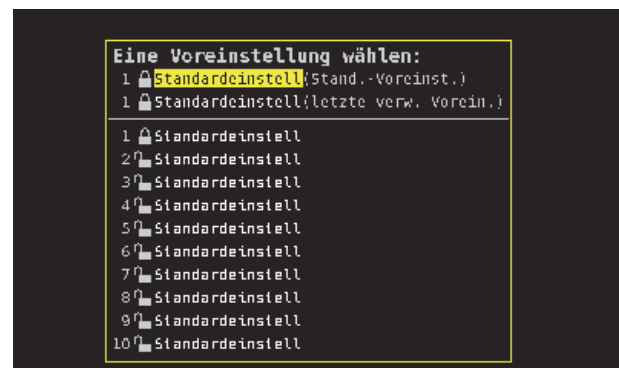 Eine Voreinstellung wählen:
1 Standardeinstell(Stand.-Voreinst.)
1 Standardeinstell(letzte verw. Vorein.)
1 Standardeinstell
2 Standardeinstell
3 Standardeinstell
4 Standardeinstell
5 Standardeinstell
6 Standardeinstell
7 Standardeinstell
8 Standardeinstell
9 Standardeinstell
10 Standardeinstell